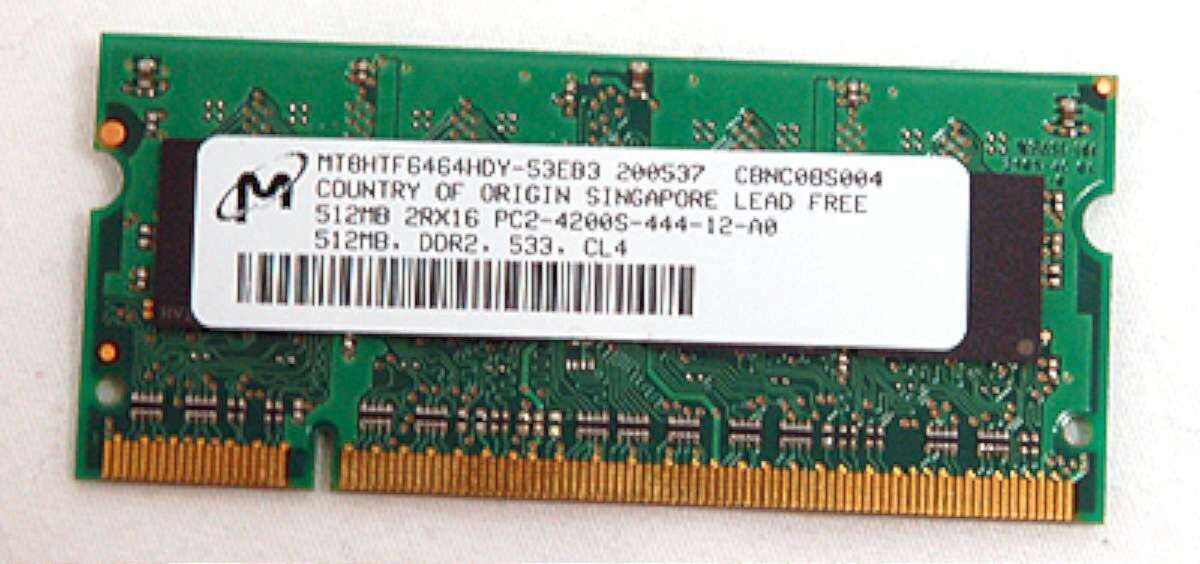 MT8HTF6464HDY-53EB3 200537 CBNC08S004
COUNTRY OF ORIGIN SINGAPORE LEAD FREE
512MB 2RX16 PC2-4200S-444-12-A0
512MB, DDR2, 533, CL4